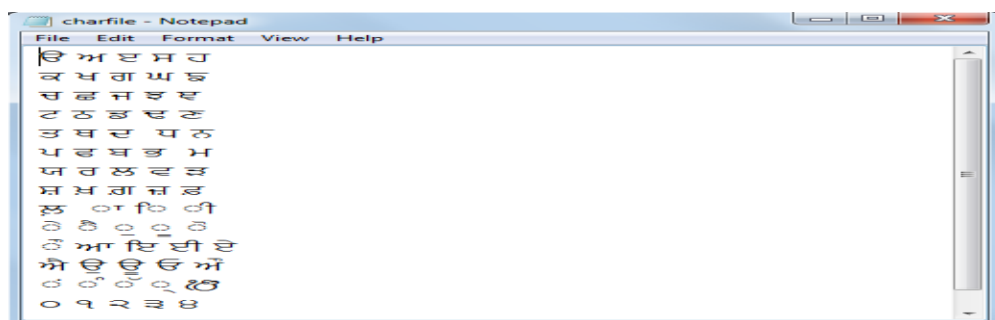 charfile - Notepad
File Edit Format View Help
ੳ ਅ ੲ ਸ ਹ
ਕ ਖ ਗ ਘ ਙ
ਚ ਛ ਜ ਝ ਞ
ਟ ਠ ਡ ਢ ਣ
ਤ ਥ ਦ ਧ ਨ
ਪ ਫ ਬ ਭ ਮ
ਯ ਰ ਲ ਵ ੜ
ਸ਼ ਖ਼ ਗ਼ ਜ਼ ਫ਼
ਲ਼ ਾ ਿ ੀ
ੇ ੈ ੁ ੂ ੋ
ੌ ਆ ਇ ਈ ਏ
ਐ ਉ ਊ ਓ ਔ
ਂ ੰ ੱ ੍ ੴ
੦ ੧ ੨ ੩ ੪